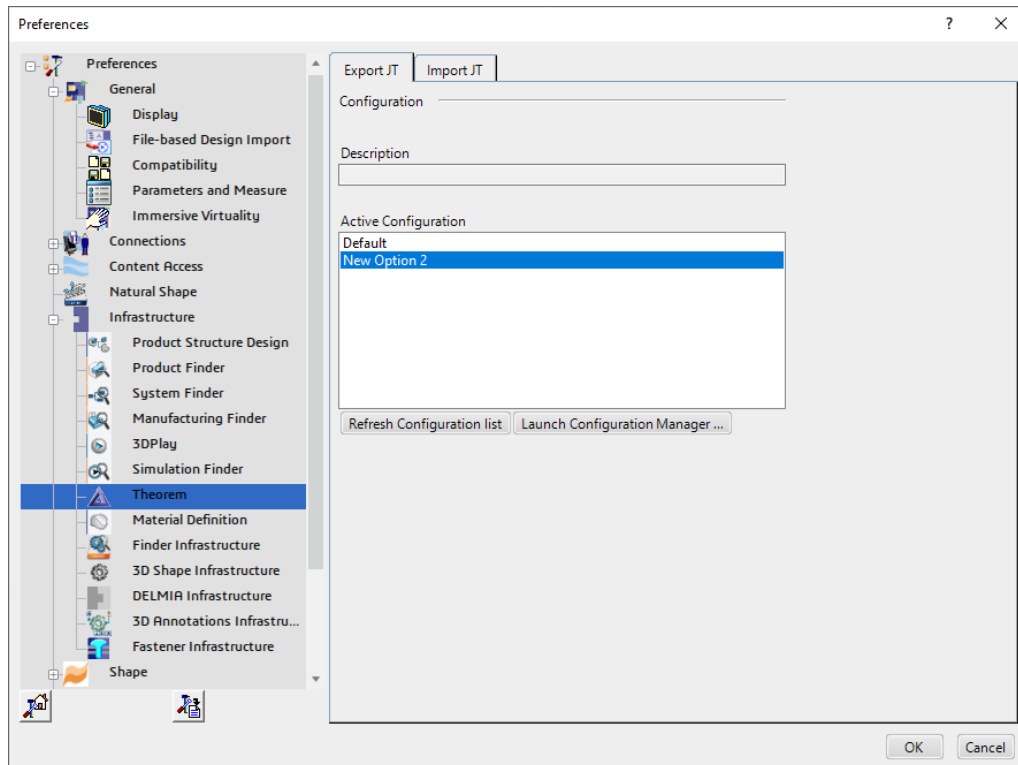 Preferences
?
Preferences
General
Display
File-based Design Import
Compatibility
Parameters and Measure
Immersive Virtuality
Connections
Content Access
Natural Shape
Infrastructure
Product Structure Design
Product Finder
System Finder
Manufacturing Finder
3DPlay
Simulation Finder
Theorem
Material Definition
Finder Infrastructure
3D Shape Infrastructure
DELMIA Infrastructure
3D Annotations Infrastru...
Fastener Infrastructure
Shape
Export JT
Import JT
Configuration
Description
Active Configuration
Default
New Option 2
Refresh Configuration list
Launch Configuration Manager ...
OK
Cancel